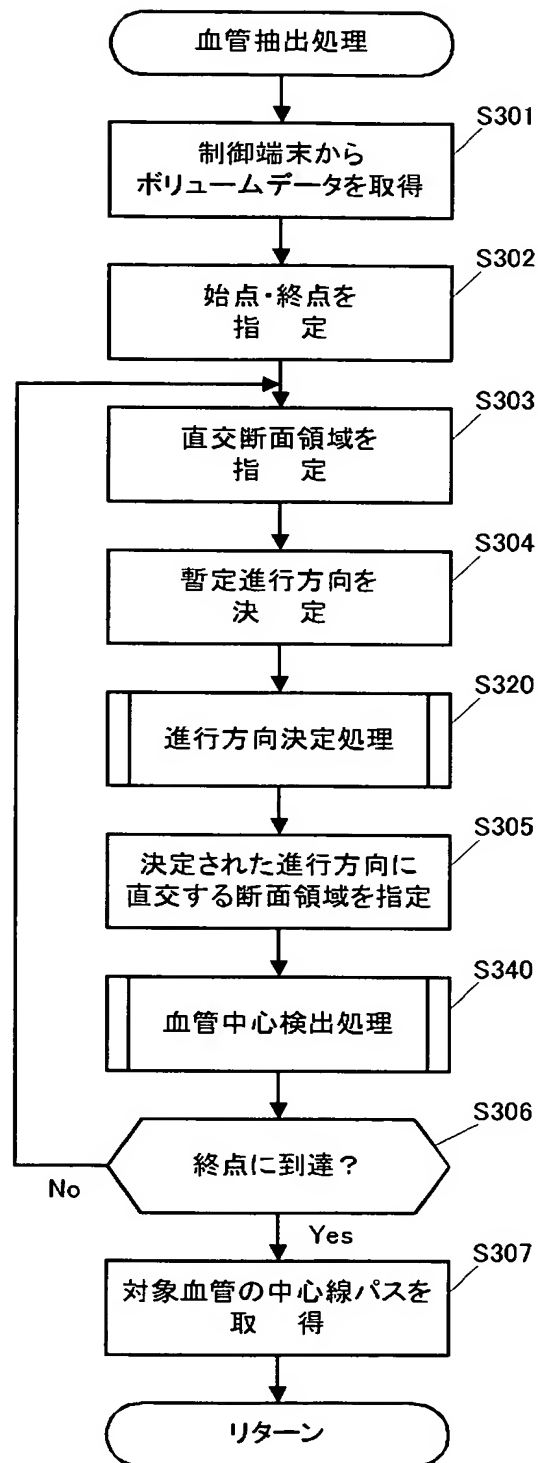 血管抽出処理
S301
制御端末から
ボリュームデータを取得
S302
始点・終点を
指　定
S303
直交断面領域を
指　定
S304
暫定進行方向を
決　定
S320
進行方向決定処理
S305
決定された進行方向に
直交する断面領域を指定
S340
血管中心検出処理
S306
終点に到達？
No
Yes
S307
対象血管の中心線パスを
取　得
リターン